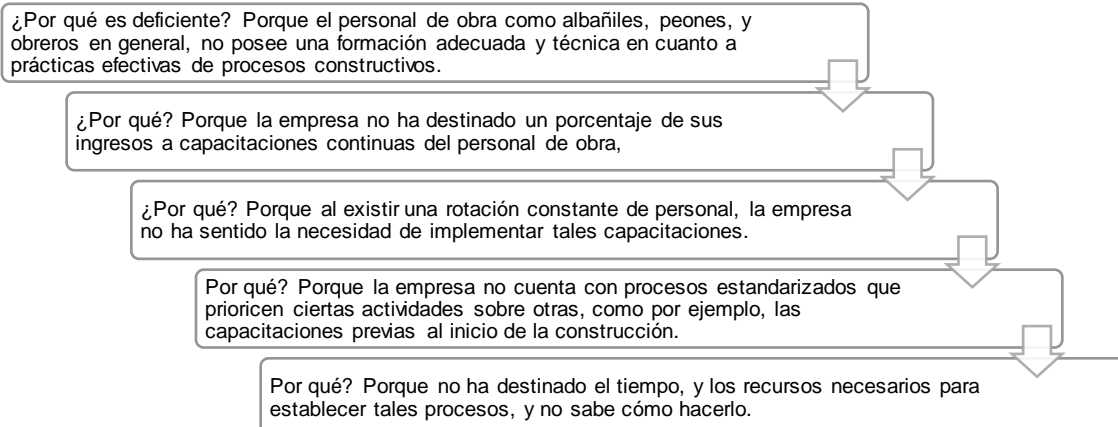 ¿Por qué es deficiente? Porque el personal de obra como albañiles, peones, y
obreros en general, no posee una formación adecuada y técnica en cuanto a
prácticas efectivas de procesos constructivos.
¿Por qué? Porque la empresa no ha destinado un porcentaje de sus
ingresos a capacitaciones continuas del personal de obra,
¿Por qué? Porque al existir una rotación constante de personal, la empresa
no ha sentido la necesidad de implementar tales capacitaciones.
Por qué? Porque la empresa no cuenta con procesos estandarizados que
prioricen ciertas actividades sobre otras, como por ejemplo, las
capacitaciones previas al inicio de la construcción.
Por qué? Porque no ha destinado el tiempo, y los recursos necesarios para
establecer tales procesos, y no sabe cómo hacerlo.